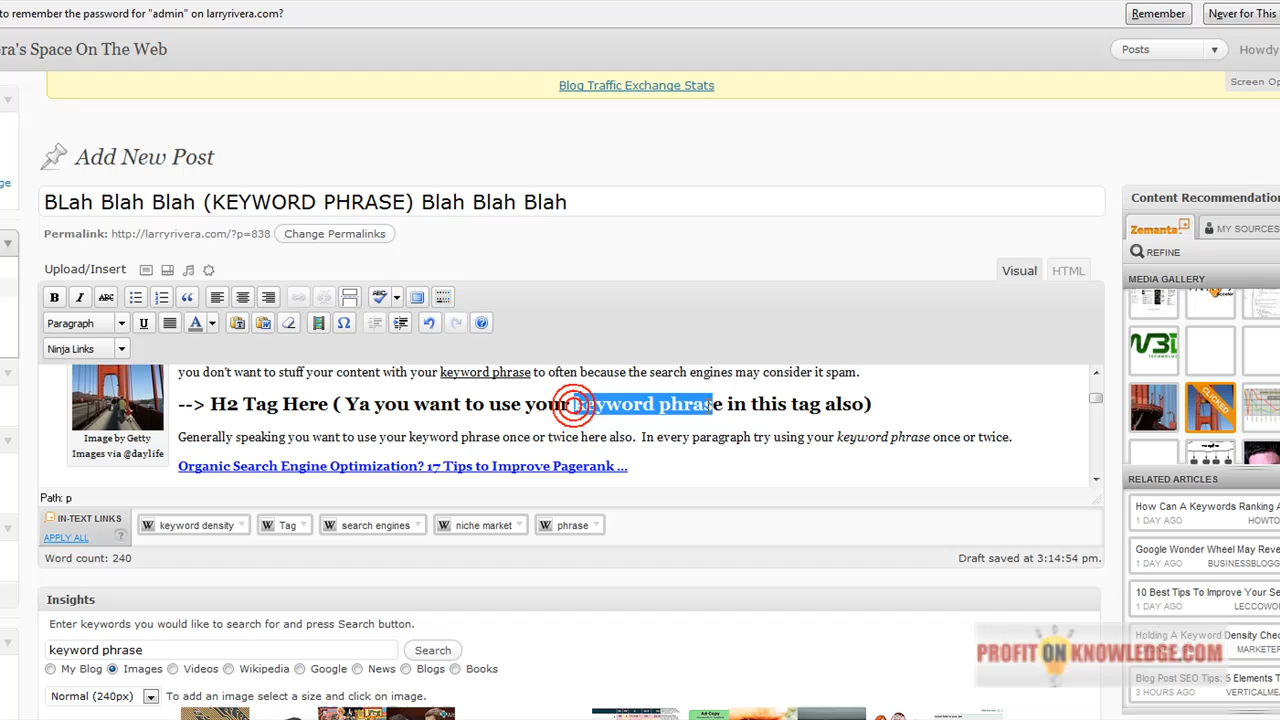 to remember the password for "admin" on larryrivera.com?
Remember
Never for This
era's Space On The Web
Posts
Howdy
Blog Traffic Exchange Stats
Screen Op
Add New Post
BLah Blah Blah (KEYWORD PHRASE) Blah Blah Blah
Permalink: http://larryrivera.com/?p=838
Change Permalinks
Upload/Insert
Visual
HTML
Paragraph
Ninja Links
you don't want to stuff your content with your keyword phrase to often because the search engines may consider it spam.
--> H2 Tag Here ( Ya you want to use your keyword phrase in this tag also)
Image by Getty
Images via @daylife
Generally speaking you want to use your keyword phrase once or twice here also. In every paragraph try using your keyword phrase once or twice.
Organic Search Engine Optimization? 17 Tips to Improve Pagerank ...
Path: p
IN-TEXT LINKS
APPLY ALL
?
keyword density
Tag
search engines
niche market
phrase
Word count: 240
Draft saved at 3:14:54 pm.
Insights
Enter keywords you would like to search for and press Search button.
keyword phrase
Search
My Blog
Images
Videos
Wikipedia
Google
News
Blogs
Books
Normal (240px)
To add an image select a size and click on image.
Content Recommendation
Zemanta
MY SOURCES
REFINE
MEDIA GALLERY
CLICKED
RELATED ARTICLES
How Can A Keywords Ranking A
1 DAY AGO
HOWTO
Google Wonder Wheel May Reve
1 DAY AGO
BUSINESSBLOGG
10 Best Tips To Improve Your Se
1 DAY AGO
LECCOWO
Holding A Keyword Density Chec
1 DAY AGO
MARKETER
Blog Post SEO Tips: 5 Elements T
3 HOURS AGO
VERTICALME
PROFIT ON KNOWLEDGE.COM